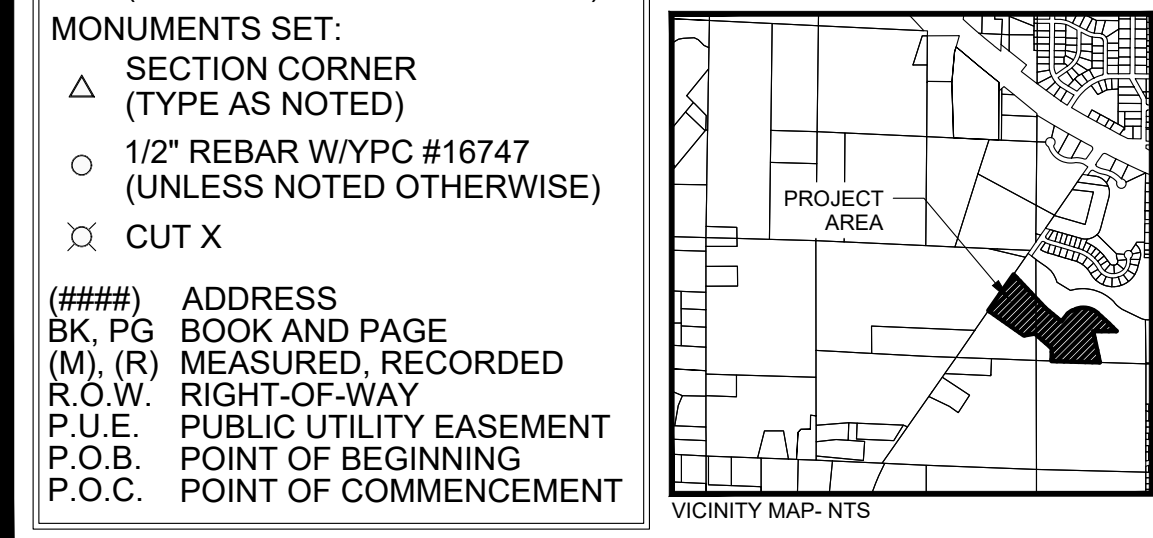 MONUMENTS SET:
SECTION CORNER
(TYPE AS NOTED)
1/2" REBAR W/YPC #16747
(UNLESS NOTED OTHERWISE)
CUT X
(####) ADDRESS
BK, PG BOOK AND PAGE
(M), (R) MEASURED, RECORDED
R.O.W. RIGHT-OF-WAY
P.U.E. PUBLIC UTILITY EASEMENT
P.O.B. POINT OF BEGINNING
P.O.C. POINT OF COMMENCEMENT
PROJECT
AREA
VICINITY MAP- NTS